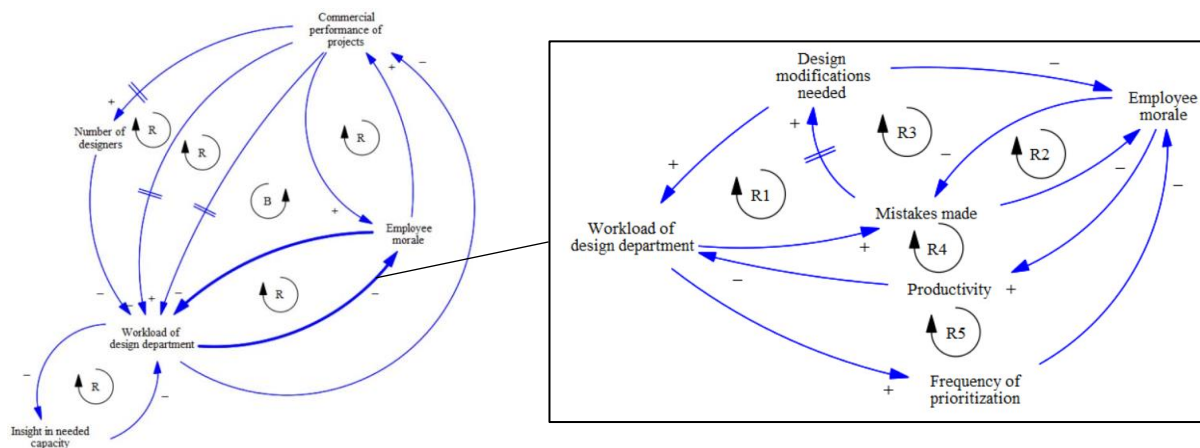 Commercial
performance of
projects
+
−
+
Number of
designers
R
R
R
B
+
Employee
morale
R
−
−
+
−
−
Workload of
design department
−
R
−
Insight in needed
capacity
Design
modifications
needed
−
Employee
morale
+
+
R3
R2
−
−
−
R1
Mistakes made
Workload of
design department
+
R4
−
Productivity
+
R5
+
Frequency of
prioritization